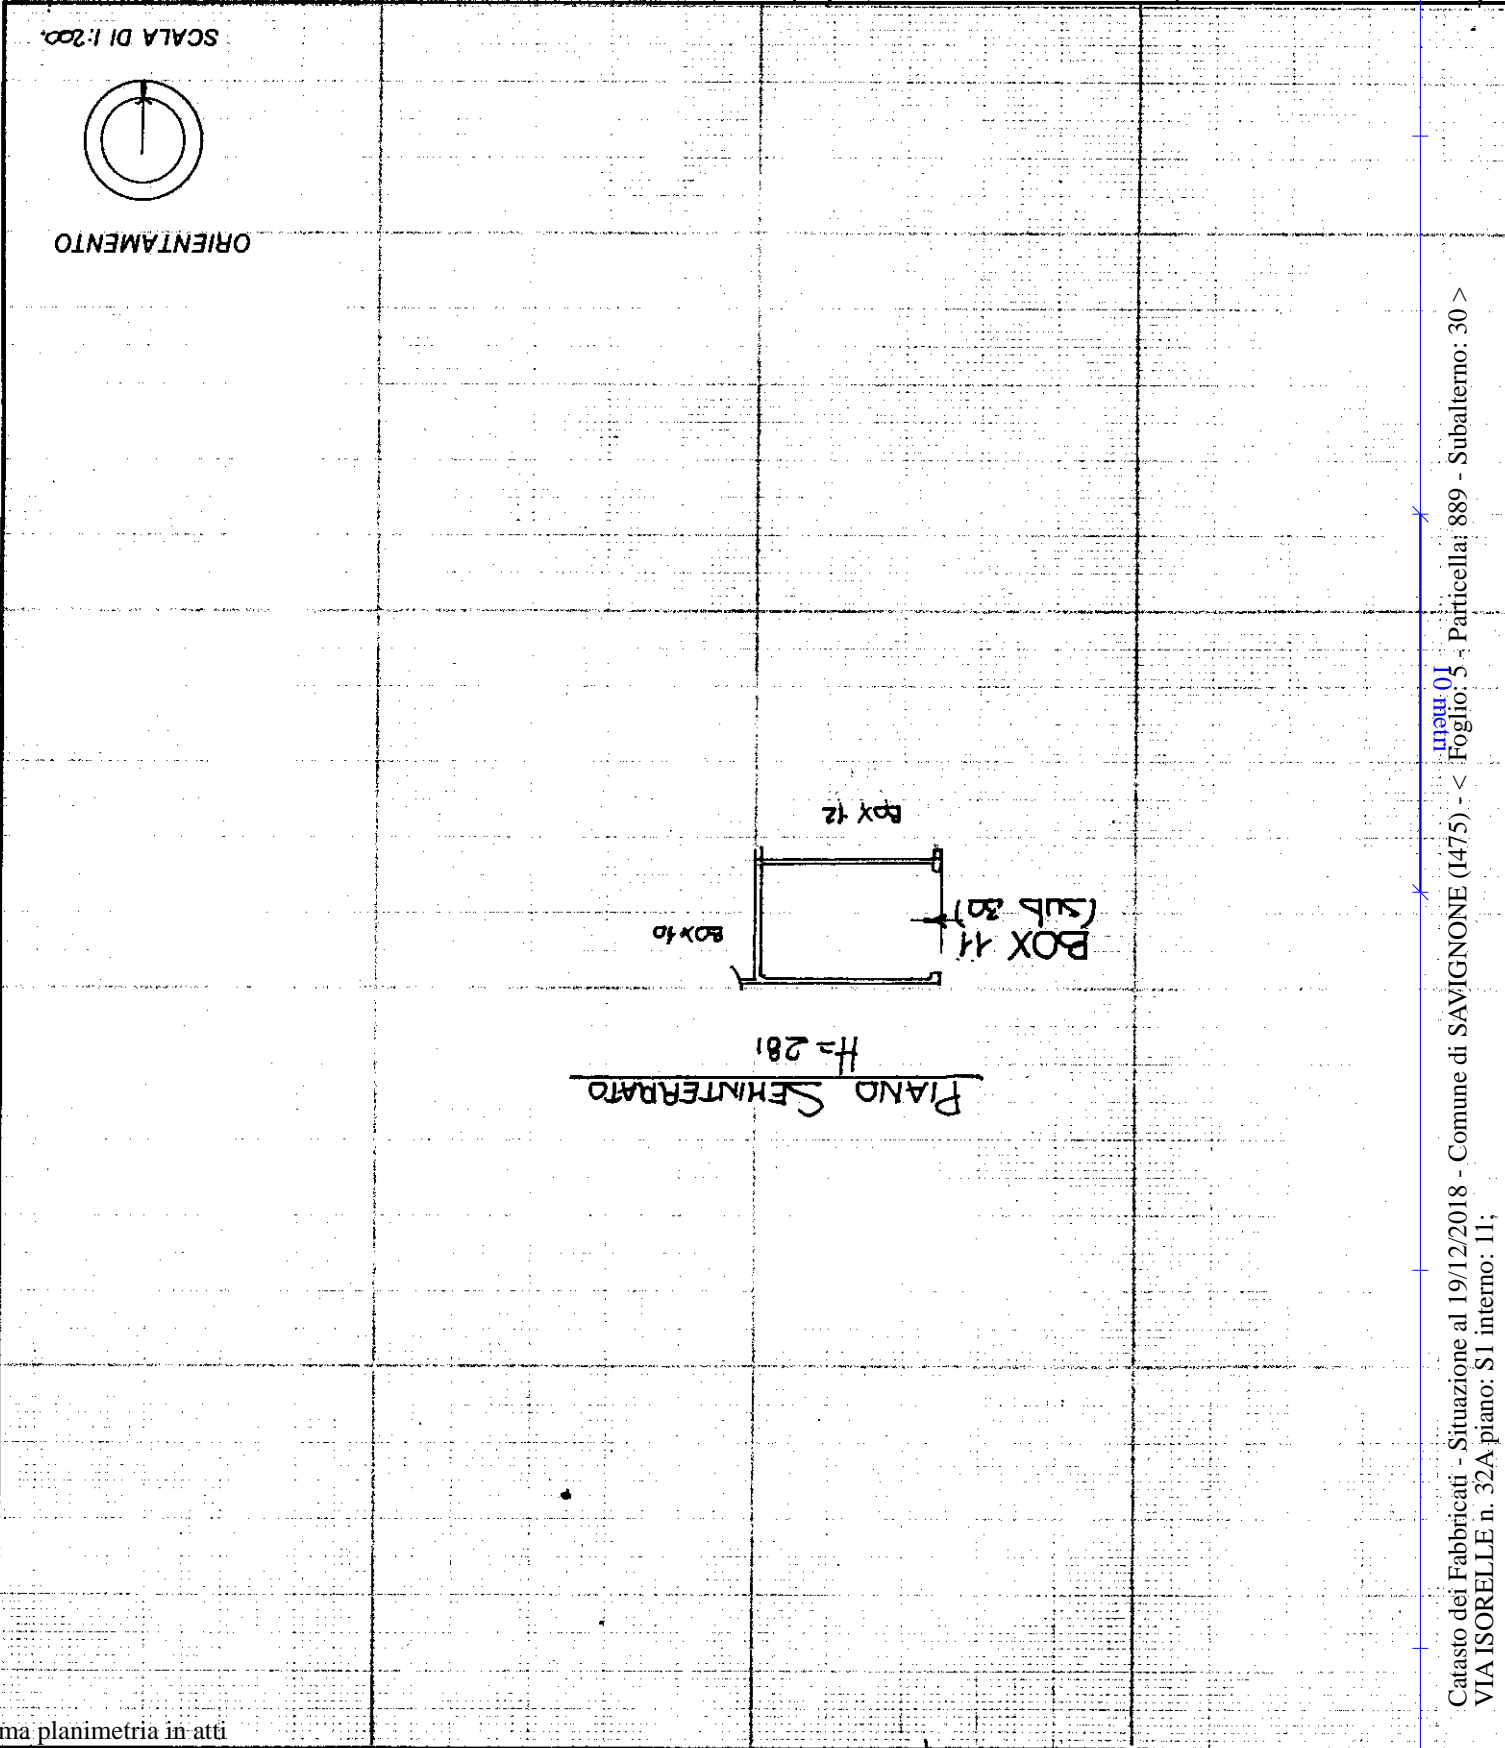 PIANO SEMINTERRATO
H=281
BOX 11
(SUB 30)
BOX 10
BOX 12
ORIENTAMENTO
SCALA DI 1:200.
10 metri
Catasto dei Fabbricati - Situazione al 19/12/2018 - Comune di SAVIGNONE (I475) - < Foglio: 5 - Particella: 889 - Subalterno: 30 >
VIA ISORELLE n. 32A piano: S1 interno: 11;
ma planimetria in atti